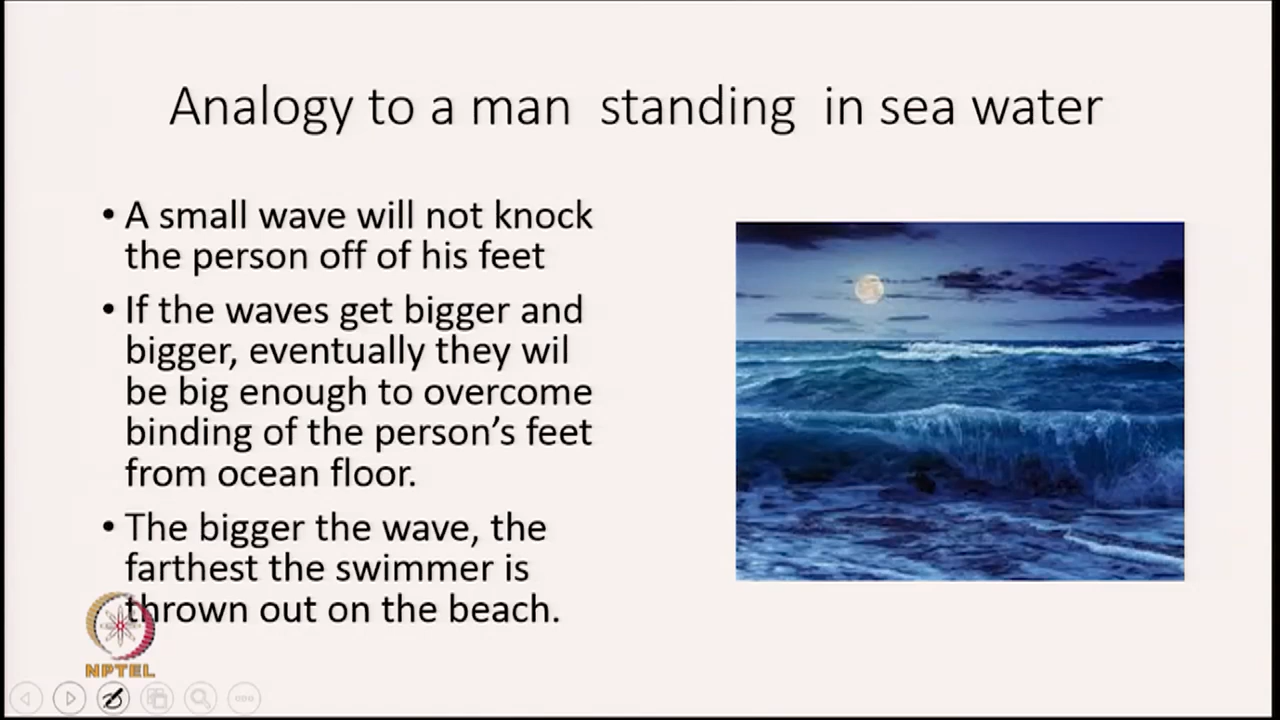 Analogy to a man standing in sea water
• A small wave will not knock
the person off of his feet
• If the waves get bigger and
bigger, eventually they wil
be big enough to overcome
binding of the person’s feet
from ocean floor.
• The bigger the wave, the
farthest the swimmer is
thrown out on the beach.
NPTEL